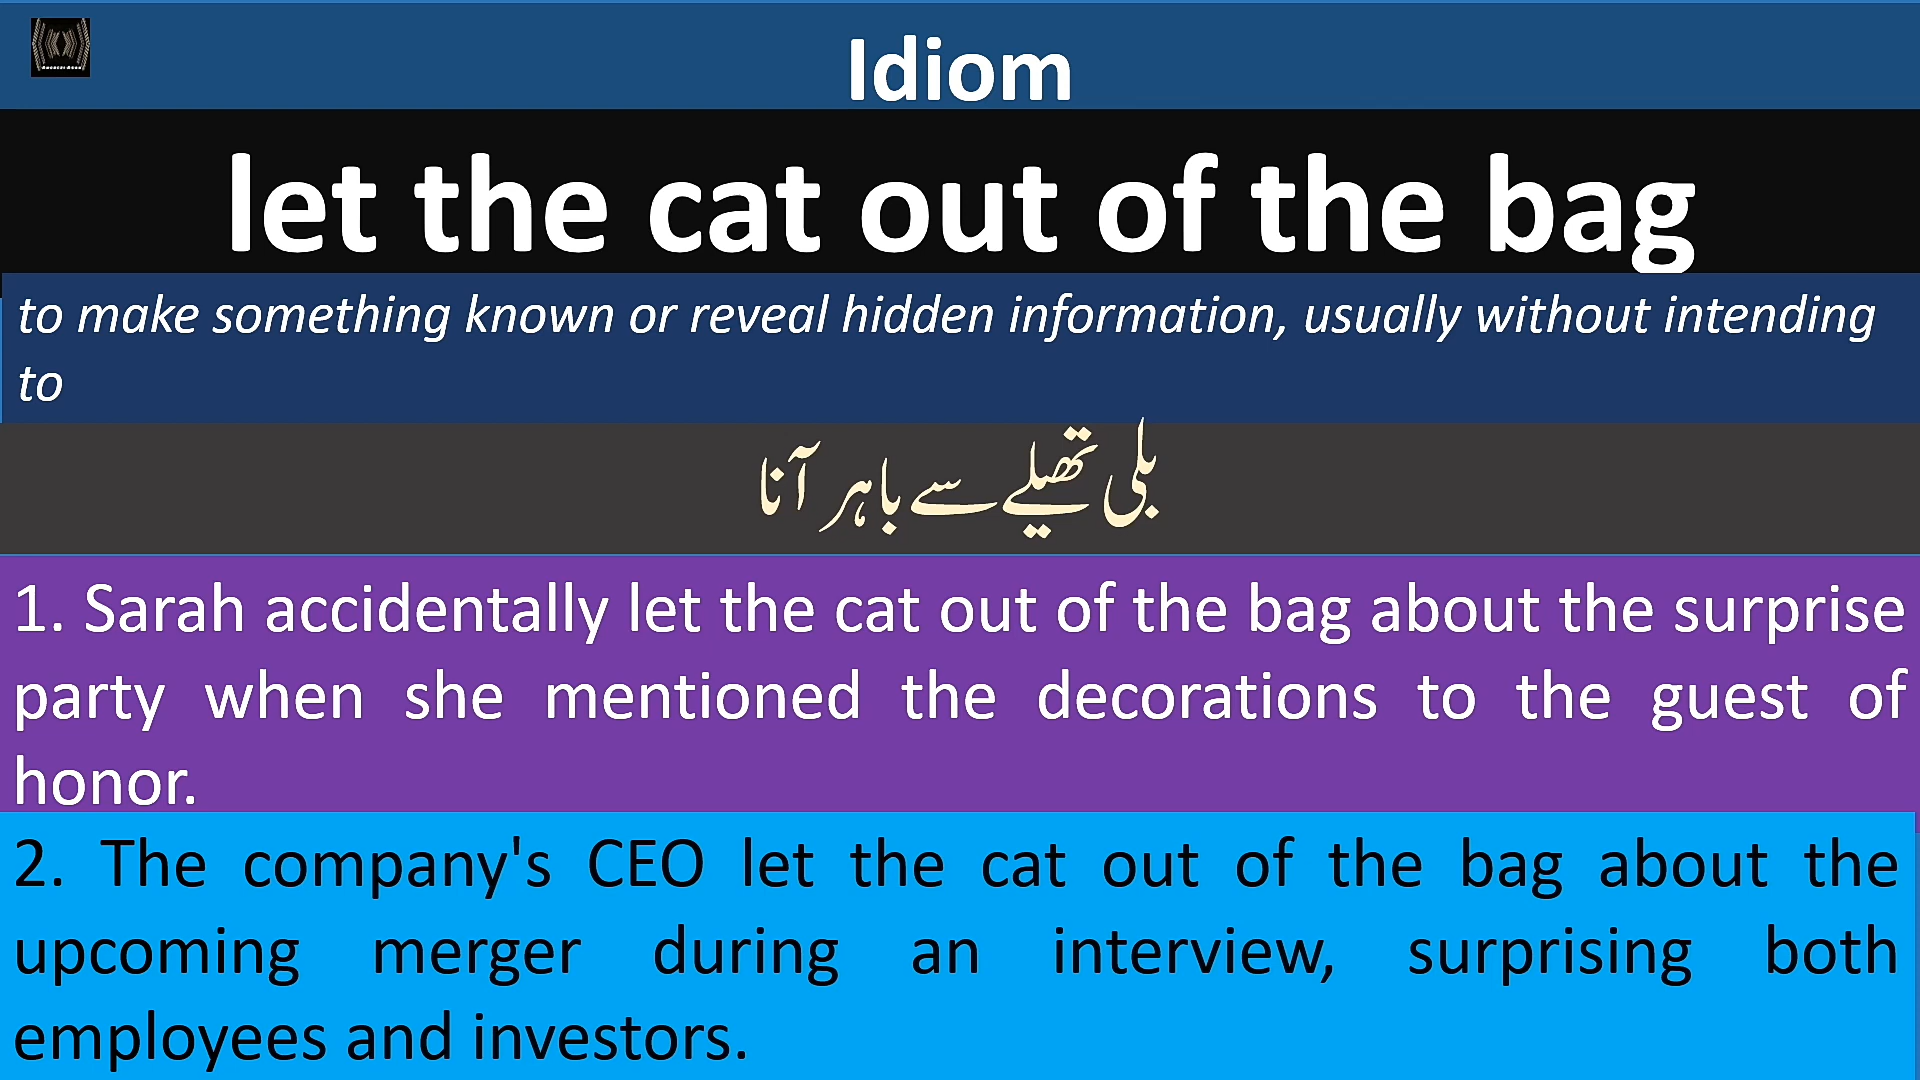 Idiom
let the cat out of the bag
to make something known or reveal hidden information, usually without intending
to
بلی تھیلے سے باہر آنا
1. Sarah accidentally let the cat out of the bag about the surprise
party when she mentioned the decorations to the guest of
honor.
2. The company's CEO let the cat out of the bag about the
upcoming merger during an interview, surprising both
employees and investors.